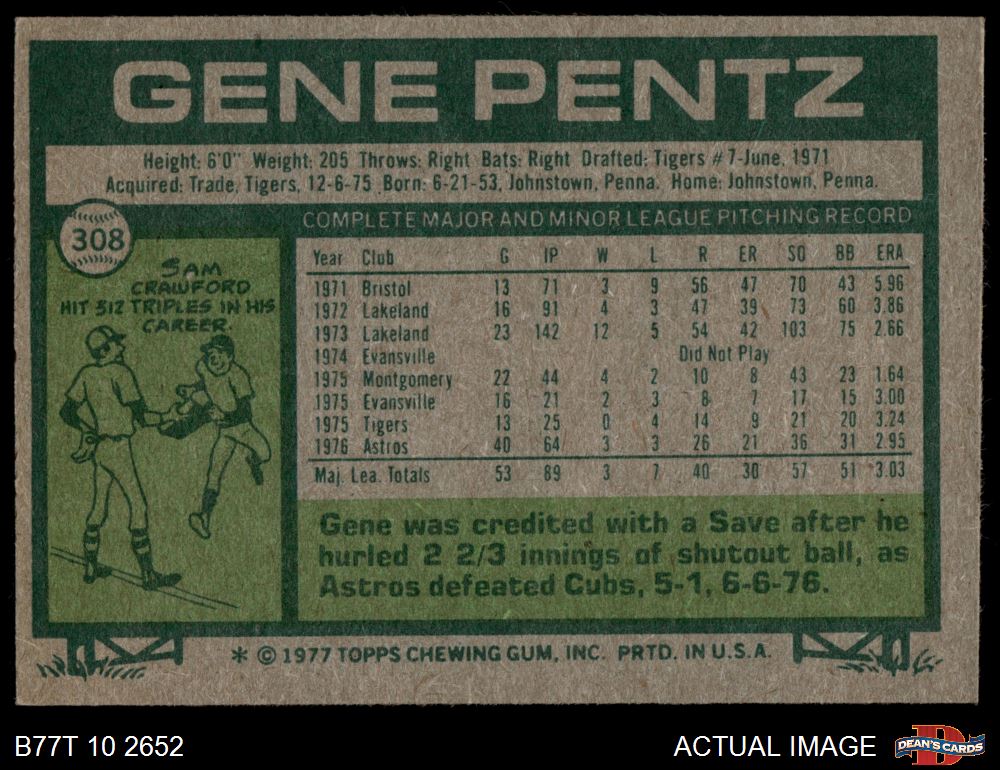 GENE PENTZ
Height: 6'0" Weight: 205 Throws: Right Bats: Right Drafted: Tigers #7-June, 1971
Acquired: Trade, Tigers, 12-6-75 Born: 6-21-53, Johnstown, Penna. Home: Johnstown, Penna.
308
SAM
CRAWFORD
HIT 312 TRIPLES IN HIS
CAREER.
COMPLETE MAJOR AND MINOR LEAGUE PITCHING RECORD
Year Club G IP W L R ER SO BB ERA
1971 Bristol 13 71 3 9 56 47 70 43 5.96
1972 Lakeland 16 91 4 3 47 39 73 60 3.86
1973 Lakeland 23 142 12 5 54 42 103 75 2.66
1974 Evansville Did Not Play
1975 Montgomery 22 44 4 2 10 8 43 23 1.64
1975 Evansville 16 21 2 3 8 7 17 15 3.00
1975 Tigers 13 25 0 4 14 9 21 20 3.24
1976 Astros 40 64 3 3 26 21 36 31 2.95
Maj. Lea. Totals 53 89 3 7 40 30 57 51 3.03
Gene was credited with a Save after he
hurled 2 2/3 innings of shutout ball, as
Astros defeated Cubs, 5-1, 6-6-76.
* © 1977 TOPPS CHEWING GUM, INC. PRTD. IN U.S.A.
B77T 10 2652
ACTUAL IMAGE
DEAN'S CARDS